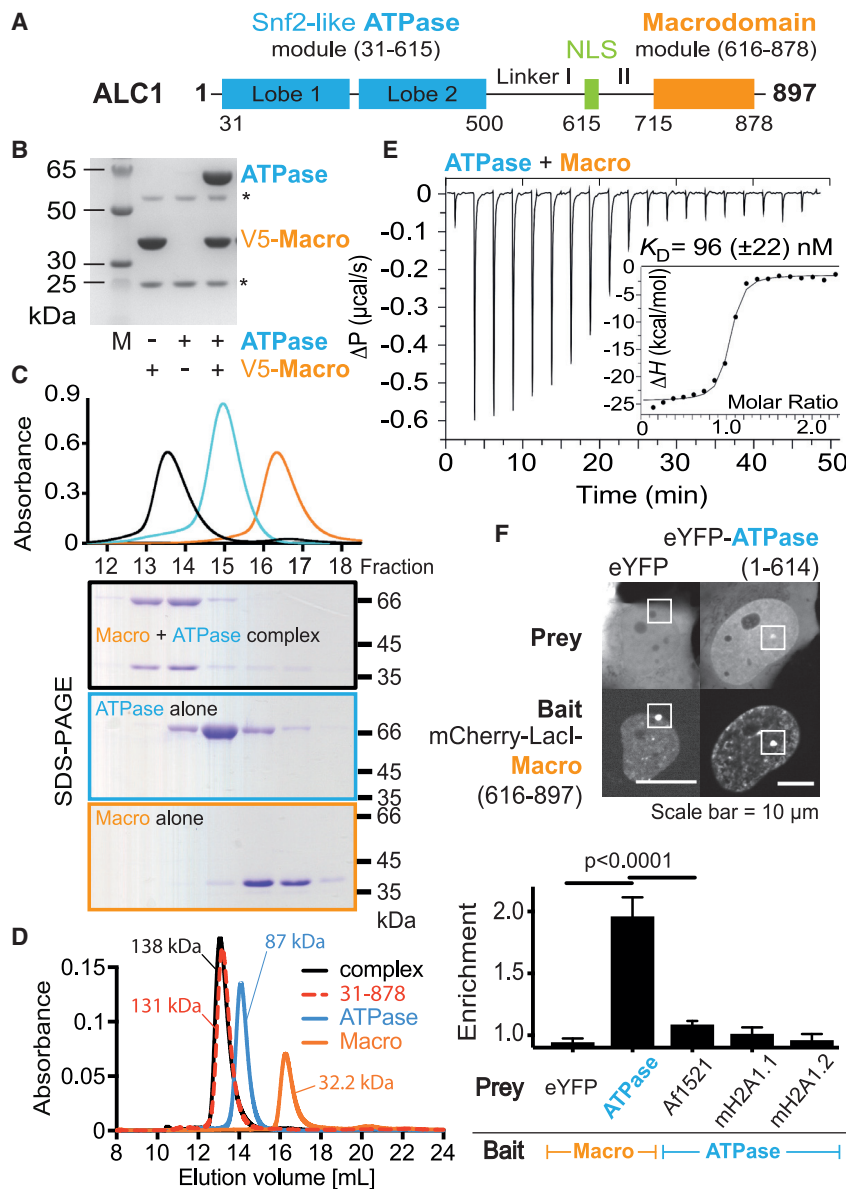 A
Snf2-like ATPase
module (31-615)
Macrodomain
module (616-878)
NLS
Linker I
II
ALC1
1
Lobe 1
Lobe 2
897
31
500
615
715
878
B
65
50
30
25
kDa
ATPase
*
V5-Macro
*
M - + + ATPase
+ - + V5-Macro
C
Absorbance
0.9
0.6
0.3
0
12 13 14 15 16 17 18 Fraction
SDS-PAGE
Macro + ATPase complex
66
45
35
ATPase alone
66
45
35
Macro alone
66
45
35
kDa
D
Absorbance
0.15
0.10
0.05
0
138 kDa
131 kDa
87 kDa
32.2 kDa
complex
31-878
ATPase
Macro
8 10 12 14 16 18 20 22 24
Elution volume [mL]
E
ATPase + Macro
ΔP (µcal/s)
0
-0.1
-0.2
-0.3
-0.4
-0.5
-0.6
0 10 20 30 40 50
Time (min)
KD = 96 (±22) nM
ΔH (kcal/mol)
0
-5
-10
-15
-20
-25
1.0 2.0
Molar Ratio
F
eYFP-ATPase
eYFP (1-614)
Prey
Bait
mCherry-LacI-
Macro
(616-897)
Scale bar = 10 µm
p<0.0001
Enrichment
2.0
1.5
1.0
Prey
eYFP
ATPase
Af1521
mH2A1.1
mH2A1.2
Bait
Macro
ATPase